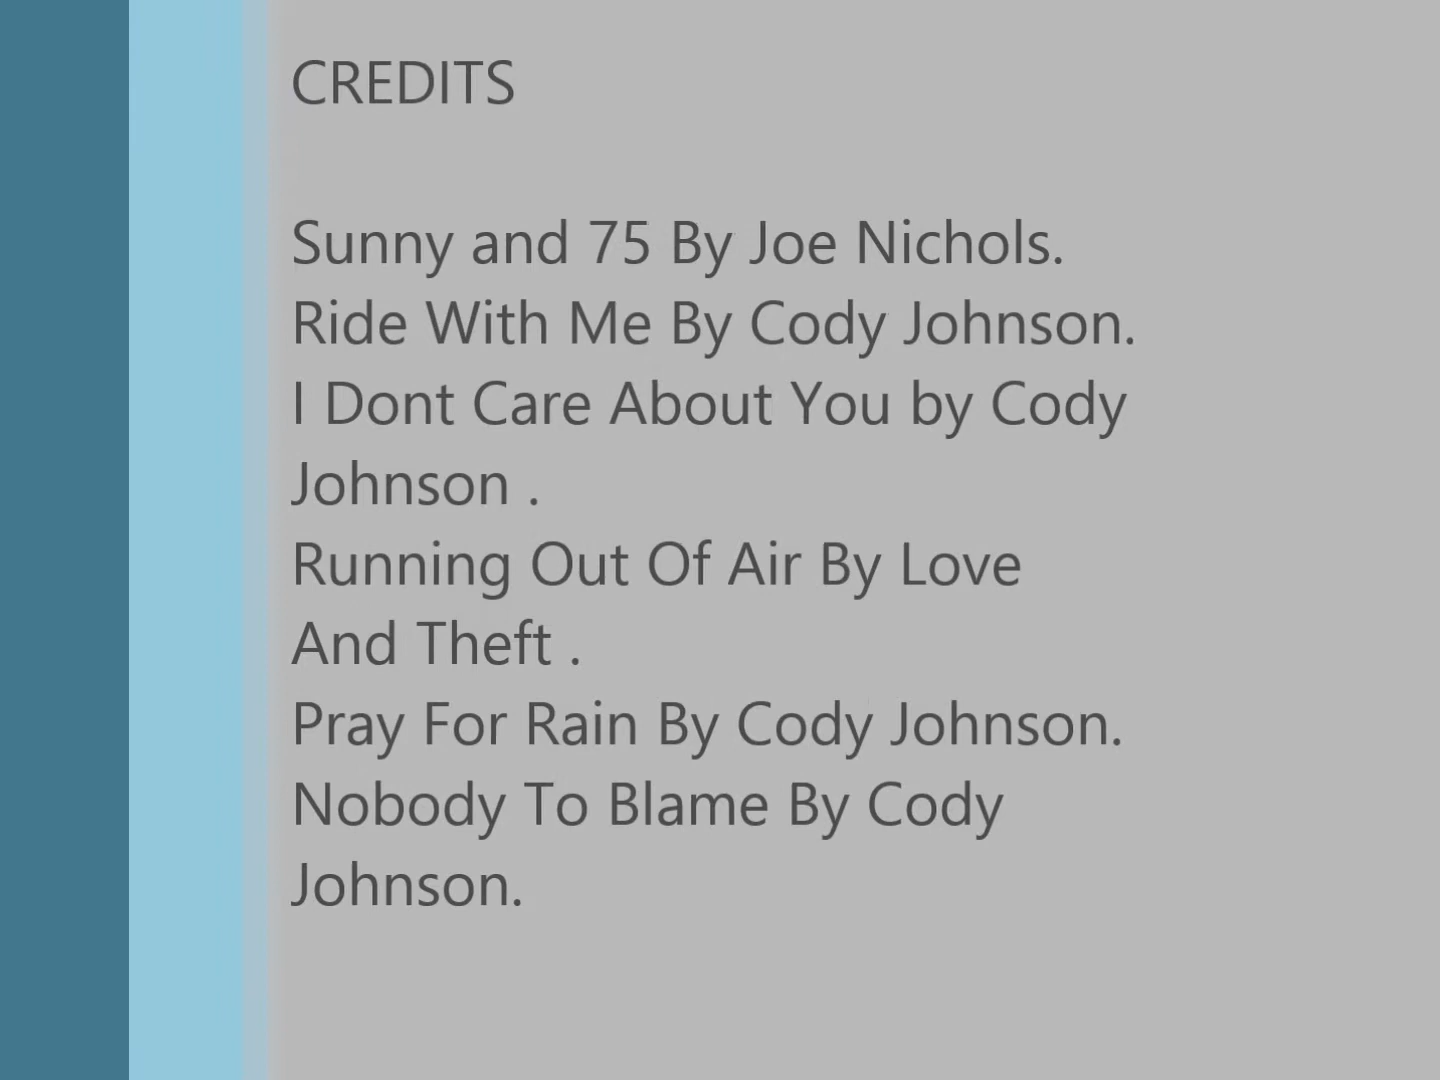 CREDITS
Sunny and 75 By Joe Nichols.
Ride With Me By Cody Johnson.
I Dont Care About You by Cody
Johnson .
Running Out Of Air By Love
And Theft .
Pray For Rain By Cody Johnson.
Nobody To Blame By Cody
Johnson.